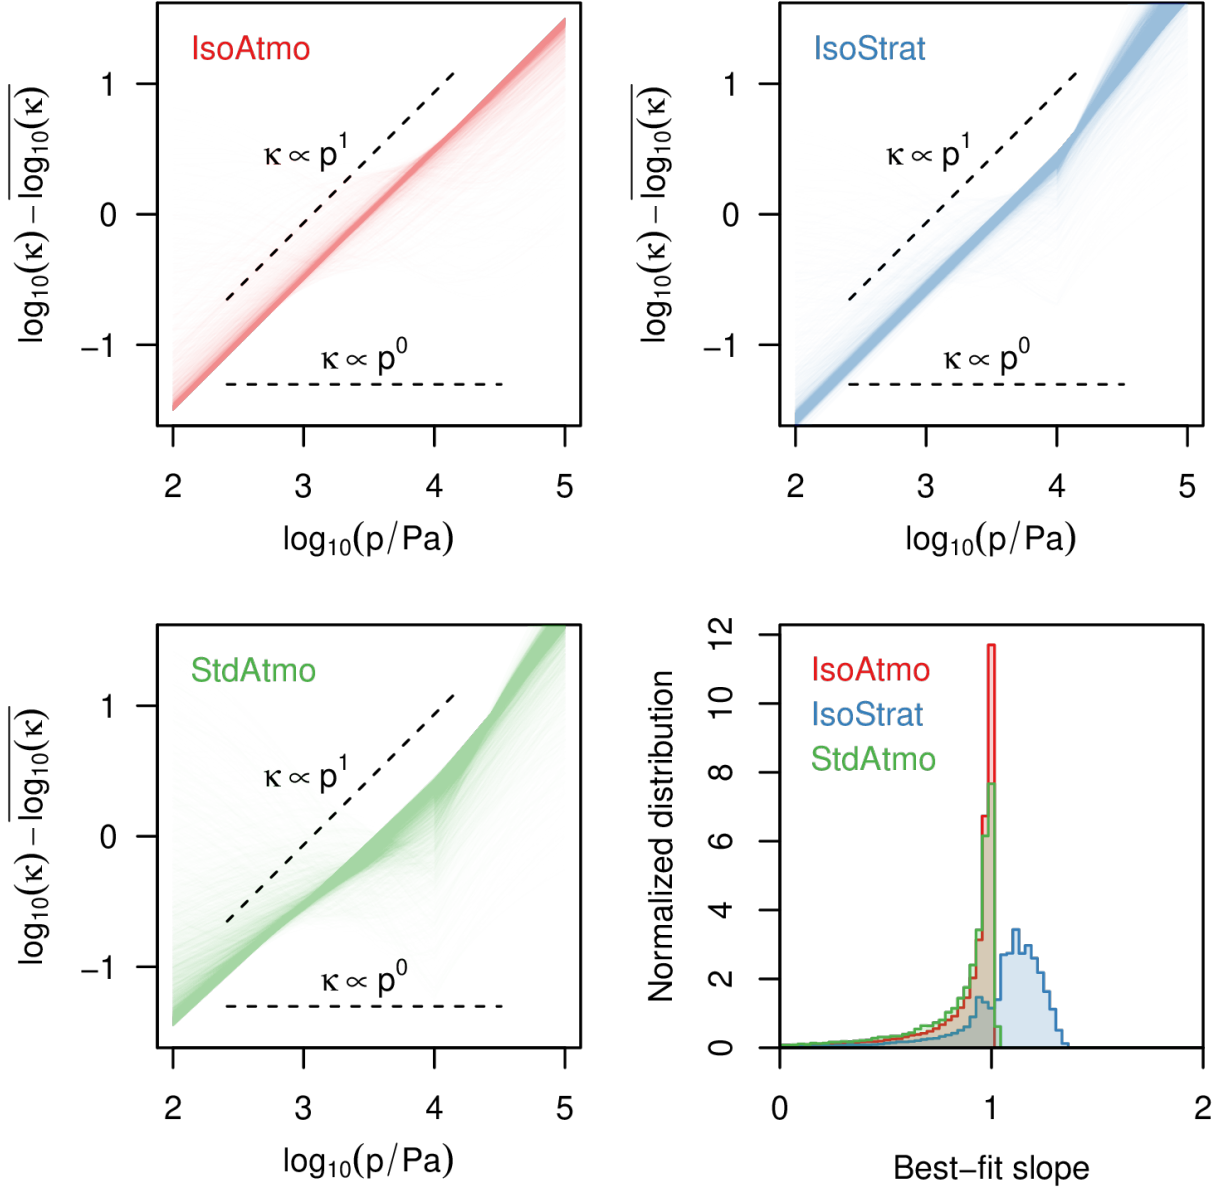 IsoAtmo
κ ∝ p¹
κ ∝ p⁰
1
0
−1
2 3 4 5
log₁₀(κ) − \overline{log₁₀(κ)}
log₁₀(p/Pa)
IsoStrat
κ ∝ p¹
κ ∝ p⁰
1
0
−1
2 3 4 5
log₁₀(κ) − \overline{log₁₀(κ)}
log₁₀(p/Pa)
StdAtmo
κ ∝ p¹
κ ∝ p⁰
1
0
−1
2 3 4 5
log₁₀(κ) − \overline{log₁₀(κ)}
log₁₀(p/Pa)
IsoAtmo
IsoStrat
StdAtmo
12
10
8
6
4
2
0
0 1 2
Normalized distribution
Best−fit slope